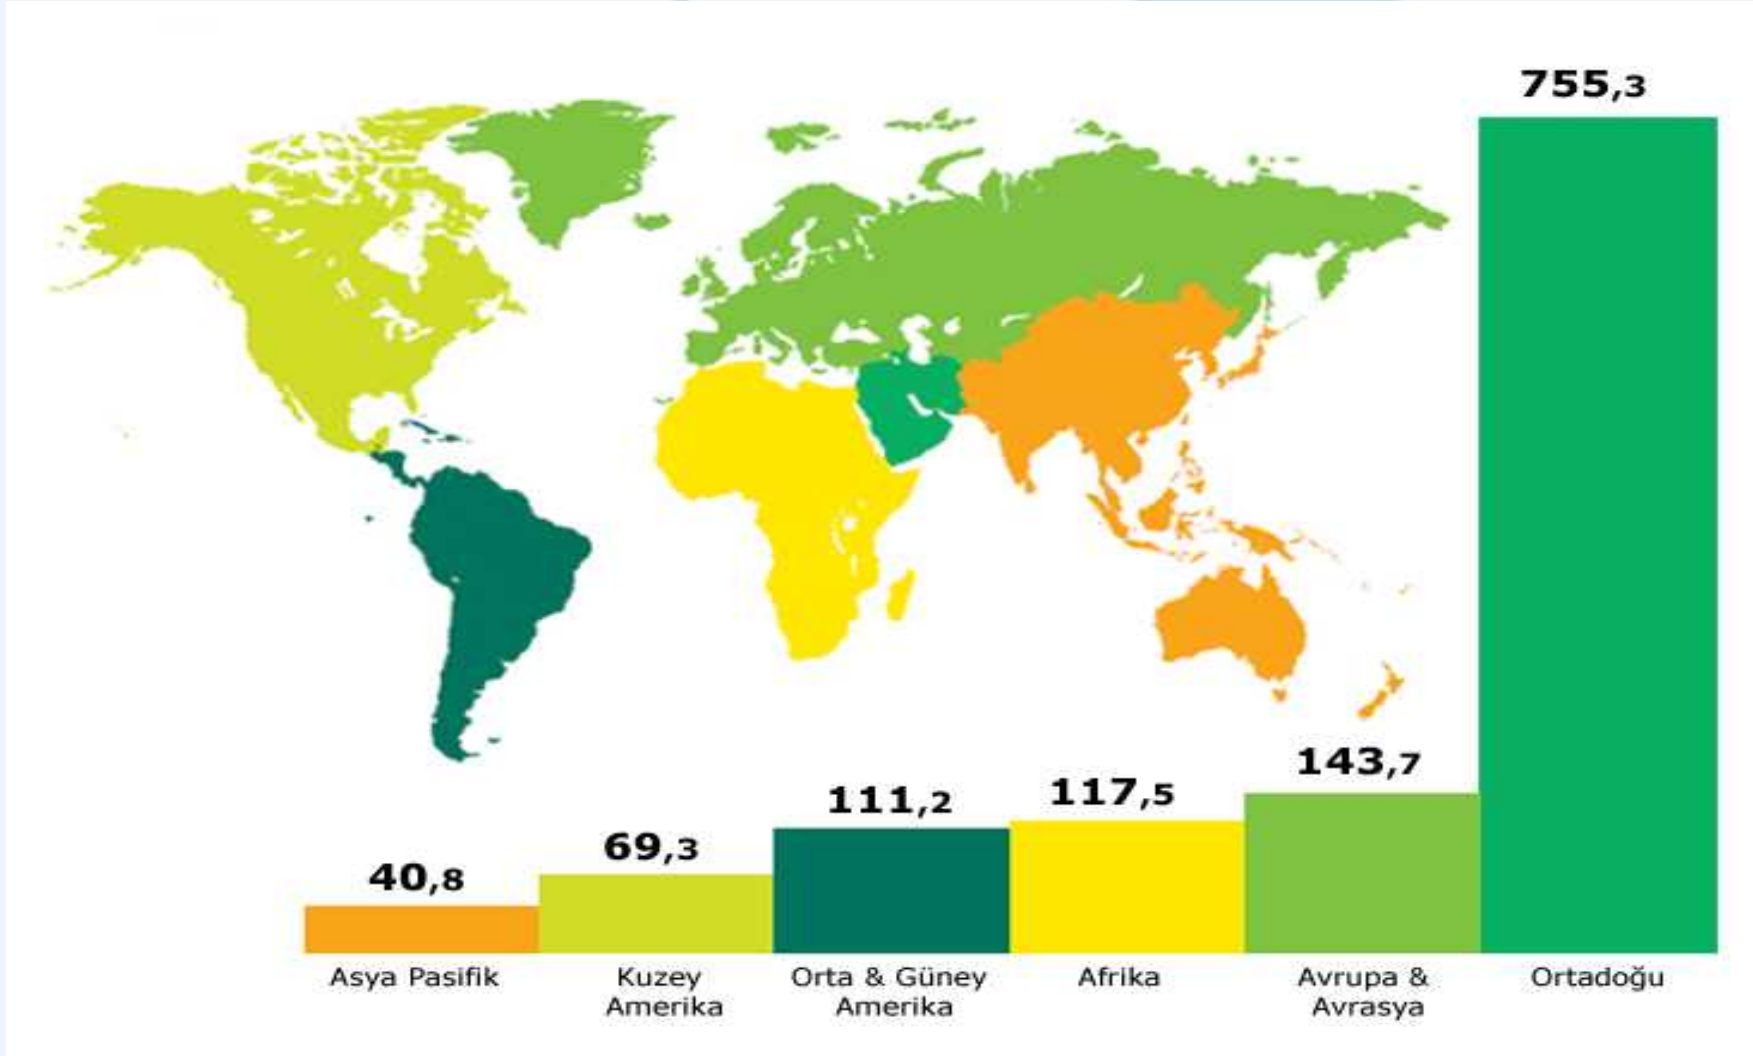 755,3
143,7
117,5
111,2
69,3
40,8
Asya Pasifik
Kuzey
Amerika
Orta & Güney
Amerika
Afrika
Avrupa &
Avrasya
Ortadoğu